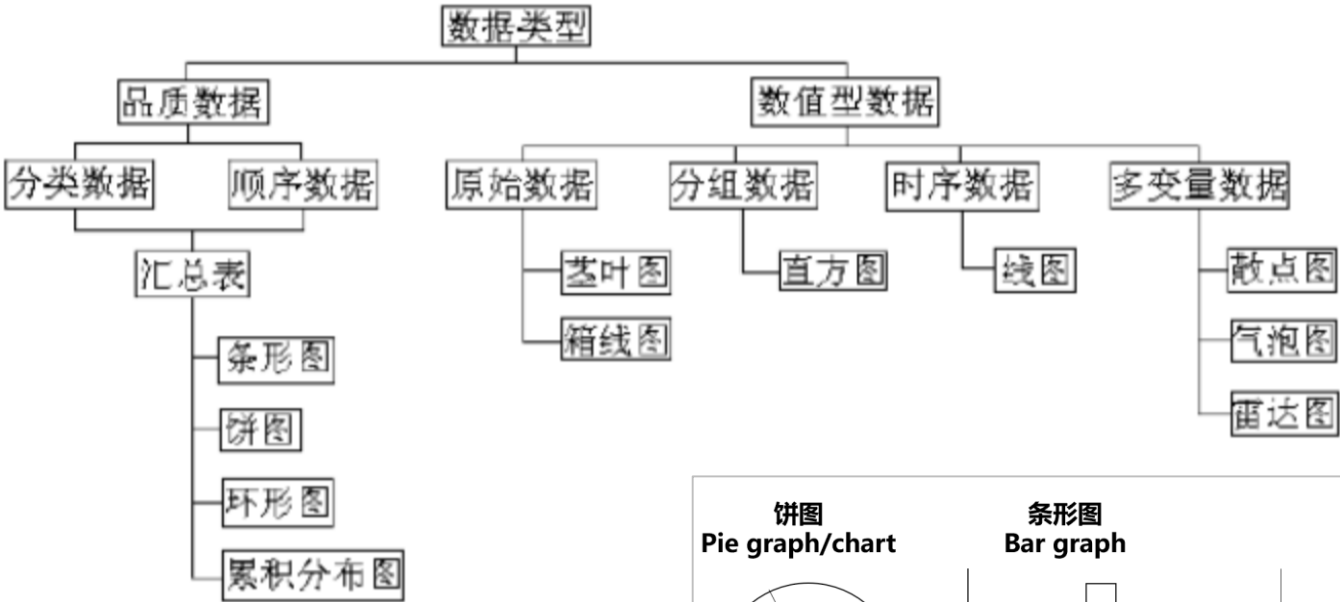 数据类型
品质数据
数值型数据
分类数据
顺序数据
原始数据
分组数据
时序数据
多变量数据
汇总表
茎叶图
直方图
线图
散点图
箱线图
气泡图
条形图
雷达图
饼图
环形图
累积分布图
饼图
Pie graph/chart
条形图
Bar graph